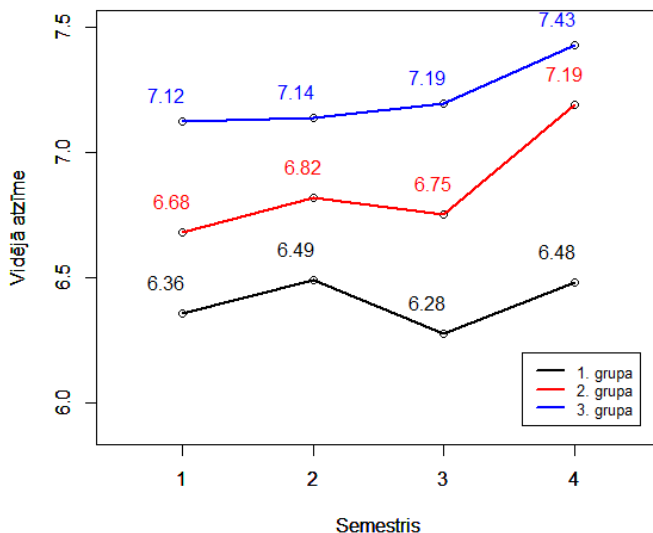 7.5
7.0
6.5
6.0
Vidējā atzīme
7.12
7.14
7.19
7.43
6.68
6.82
6.75
7.19
6.36
6.49
6.28
6.48
1. grupa
2. grupa
3. grupa
1 2 3 4
Semestris